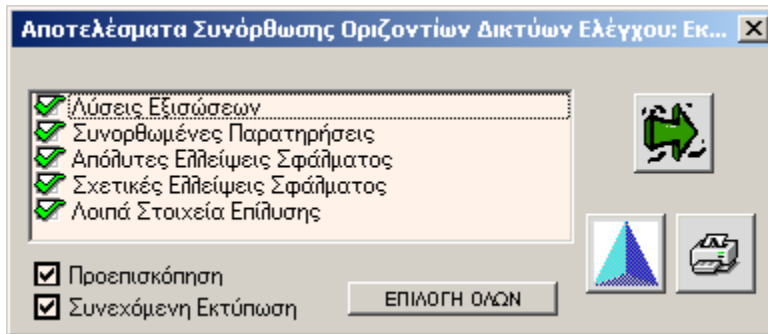 Αποτελέσματα Συνόρθωσης Οριζοντίων Δικτύων Ελέγχου: Εκ...
Λύσεις Εξισώσεων
Συνορθωμένες Παρατηρήσεις
Απόλυτες Ελλείψεις Σφάλματος
Σχετικές Ελλείψεις Σφάλματος
Λοιπά Στοιχεία Επίλυσης
Προεπισκόπηση
Συνεχόμενη Εκτύπωση
ΕΠΙΛΟΓΗ ΟΛΩΝ